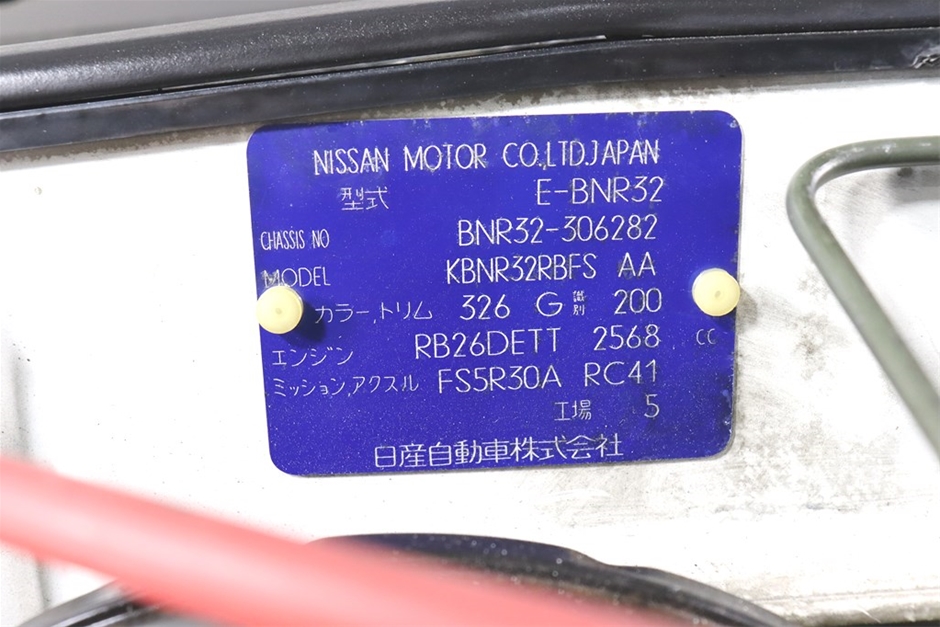 NISSAN MOTOR CO.,LTD.JAPAN
型式 E-BNR32
CHASSIS NO BNR32-306282
MODEL KBNR32RBFS AA
カラー,トリム 326 G 識別 200
エンジン RB26DETT 2568 CC
ミッション,アクスル FS5R30A RC41
工場 5
日産自動車株式会社